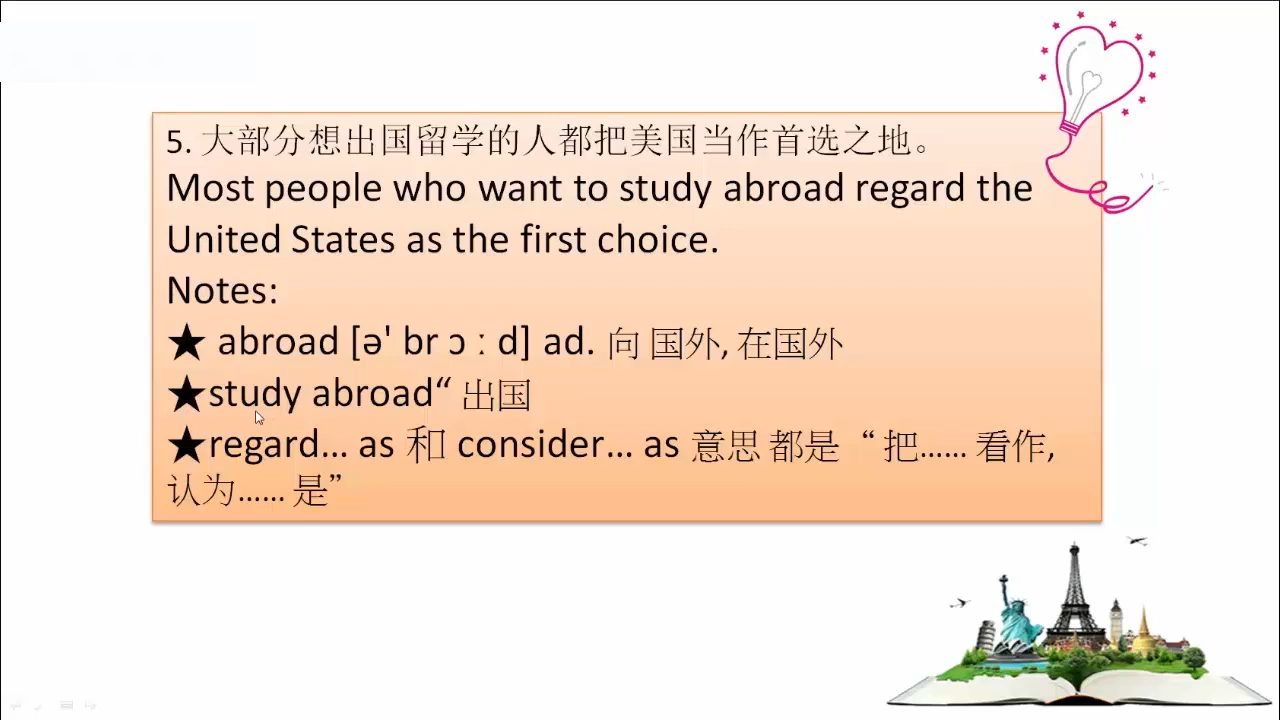 5. 大部分想出国留学的人都把美国当作首选之地。
Most people who want to study abroad regard the
United States as the first choice.
Notes:
★ abroad [ə' br ɔ ː d] ad. 向 国外, 在国外
★study abroad“ 出国
★regard... as 和 consider... as 意思 都是 “ 把...... 看作,
认为...... 是”